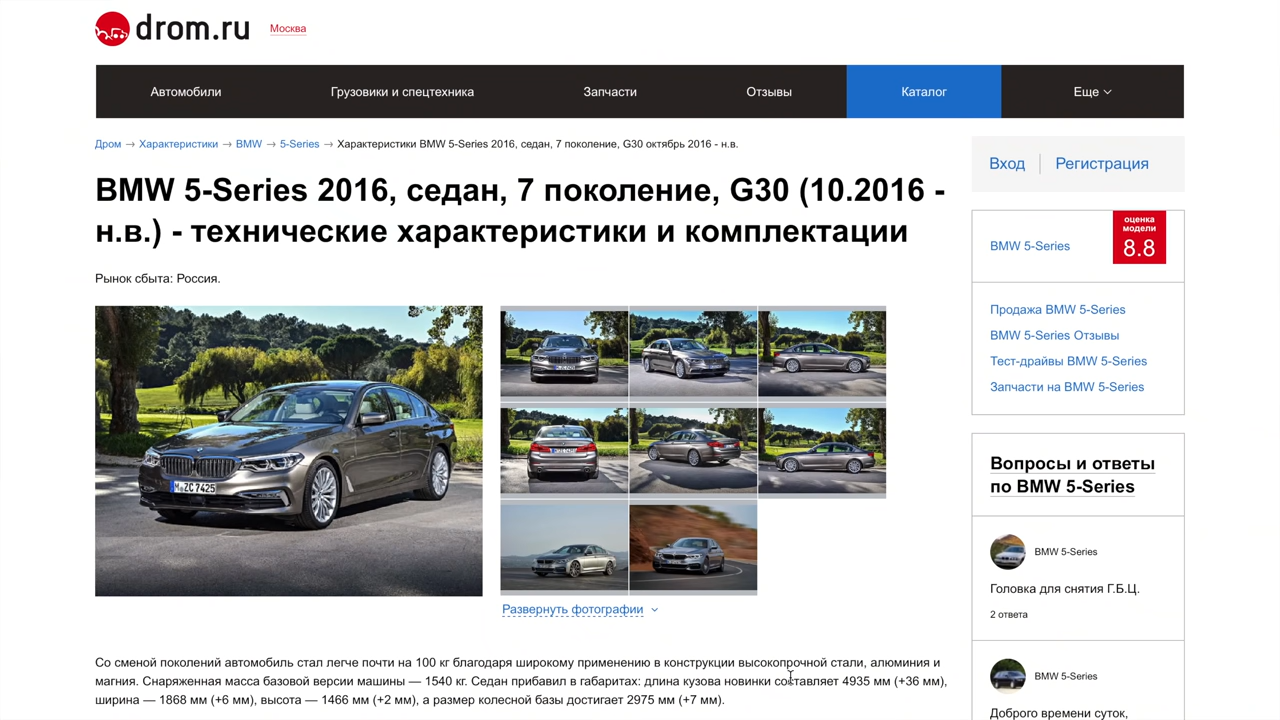 drom.ru
Москва
Автомобили
Грузовики и спецтехника
Запчасти
Отзывы
Каталог
Еще
Дром → Характеристики → BMW → 5-Series → Характеристики BMW 5-Series 2016, седан, 7 поколение, G30 октябрь 2016 - н.в.
BMW 5-Series 2016, седан, 7 поколение, G30 (10.2016 -
н.в.) - технические характеристики и комплектации
Рынок сбыта: Россия.
M ZC 7425
Развернуть фотографии
Со сменой поколений автомобиль стал легче почти на 100 кг благодаря широкому применению в конструкции высокопрочной стали, алюминия и
магния. Снаряженная масса базовой версии машины — 1540 кг. Седан прибавил в габаритах: длина кузова новинки составляет 4935 мм (+36 мм),
ширина — 1868 мм (+6 мм), высота — 1466 мм (+2 мм), а размер колесной базы достигает 2975 мм (+7 мм).
Вход
Регистрация
BMW 5-Series
оценка
модели
8.8
Продажа BMW 5-Series
BMW 5-Series Отзывы
Тест-драйвы BMW 5-Series
Запчасти на BMW 5-Series
Вопросы и ответы
по BMW 5-Series
BMW 5-Series
Головка для снятия Г.Б.Ц.
2 ответа
BMW 5-Series
Доброго времени суток,